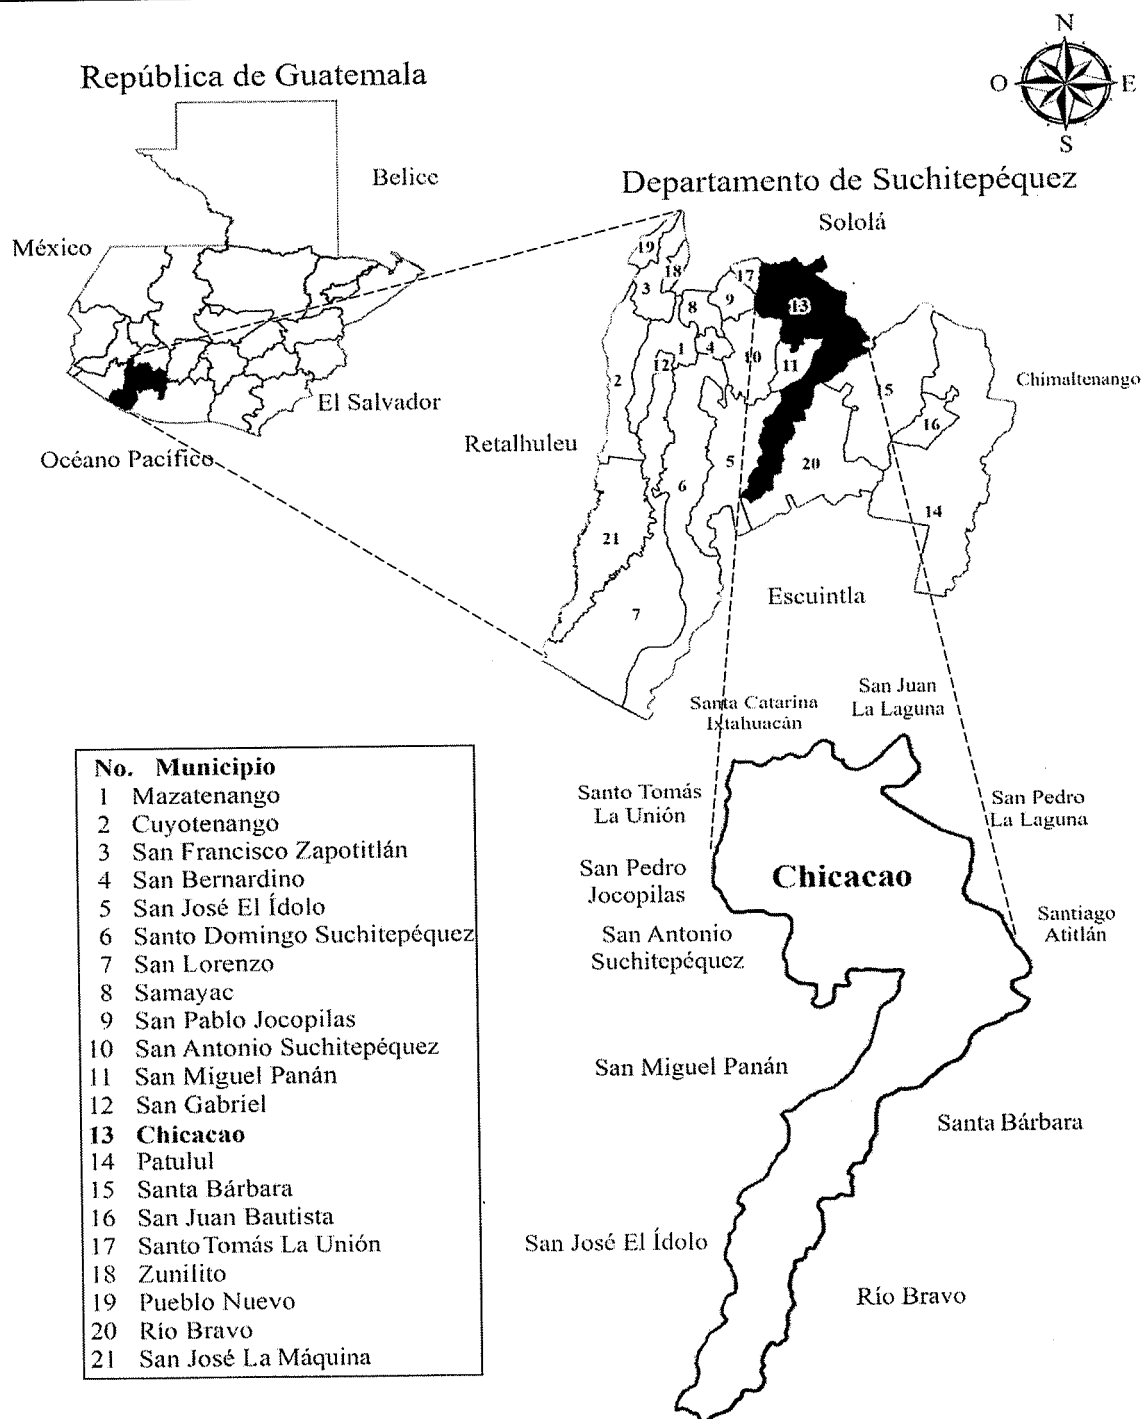 República de Guatemala
N
O
E
S
Belice
México
El Salvador
Océano Pacífico
Departamento de Suchitepéquez
Sololá
19
18
17
3
8
9
13
1
4
10
12
11
2
15
16
Chimaltenango
Retalhuleu
5
20
6
14
21
7
Escuintla
No. Municipio
1 Mazatenango
2 Cuyotenango
3 San Francisco Zapotitlán
4 San Bernardino
5 San José El Ídolo
6 Santo Domingo Suchitepéquez
7 San Lorenzo
8 Samayac
9 San Pablo Jocopilas
10 San Antonio Suchitepéquez
11 San Miguel Panán
12 San Gabriel
13 Chicacao
14 Patulul
15 Santa Bárbara
16 San Juan Bautista
17 Santo Tomás La Unión
18 Zunilito
19 Pueblo Nuevo
20 Río Bravo
21 San José La Máquina
Santa Catarina
Ixtahuacán
San Juan
La Laguna
Santo Tomás
La Unión
San Pedro
La Laguna
San Pedro
Jocopilas
Chicacao
Santiago
Atitlán
San Antonio
Suchitepéquez
San Miguel Panán
Santa Bárbara
San José El Ídolo
Río Bravo